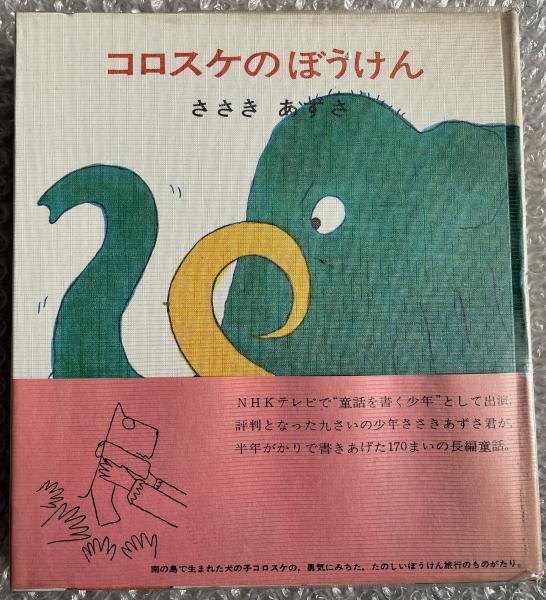 コロスケのぼうけん
ささき あずさ
NHKテレビで“童話を書く少年”として出演,
評判となった九さいの少年ささきあずさ君が,
半年がかりで書きあげた170まいの長編童話。
南の島で生まれた犬の子コロスケの,勇気にみちた,たのしいぼうけん旅行のものがたり。